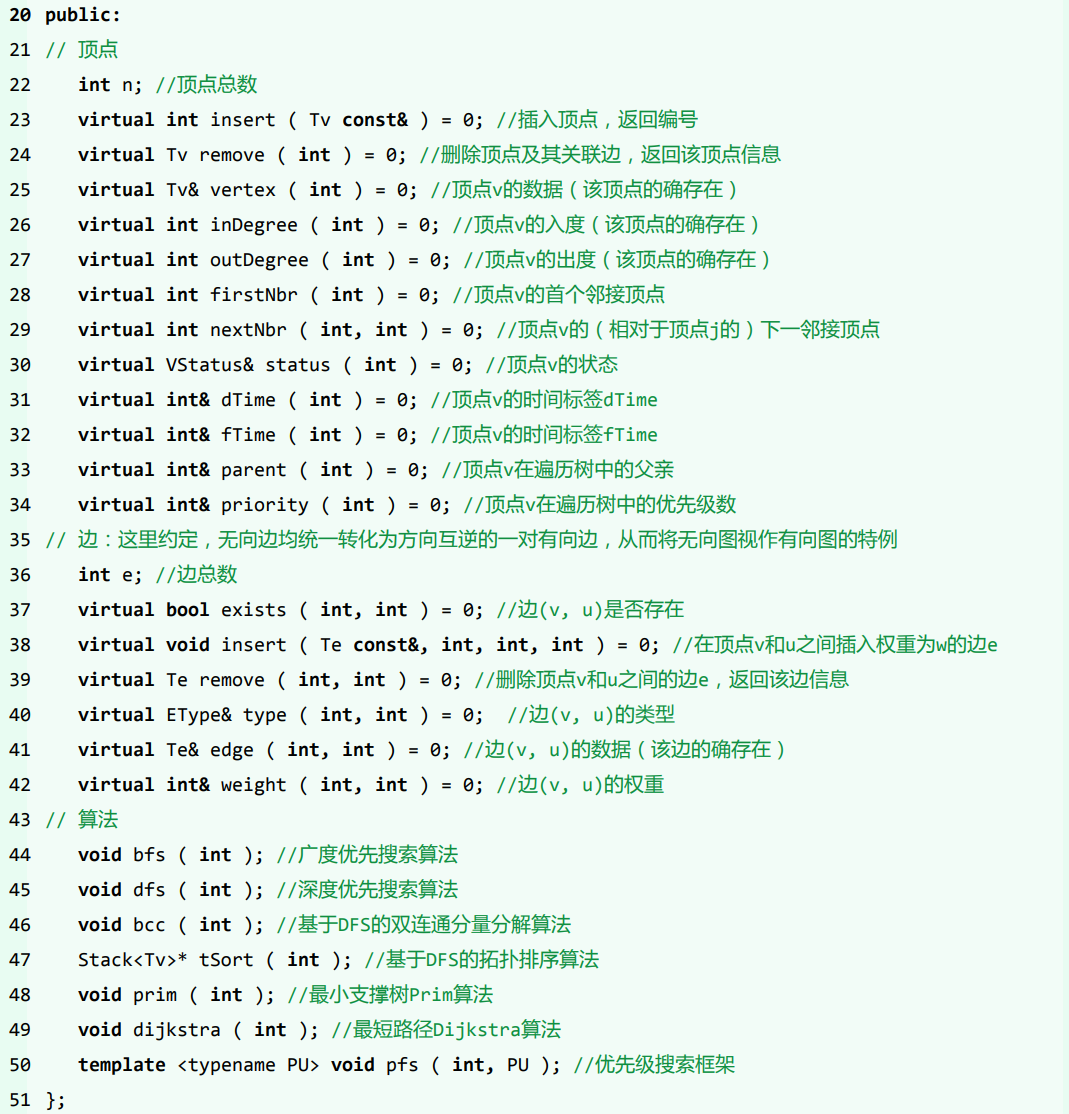 20 public:
21 // 顶点
22    int n; //顶点总数
23    virtual int insert ( Tv const& ) = 0; //插入顶点，返回编号
24    virtual Tv remove ( int ) = 0; //删除顶点及其关联边，返回该顶点信息
25    virtual Tv& vertex ( int ) = 0; //顶点v的数据（该顶点的确存在）
26    virtual int inDegree ( int ) = 0; //顶点v的入度（该顶点的确存在）
27    virtual int outDegree ( int ) = 0; //顶点v的出度（该顶点的确存在）
28    virtual int firstNbr ( int ) = 0; //顶点v的首个邻接顶点
29    virtual int nextNbr ( int, int ) = 0; //顶点v的（相对于顶点j的）下一邻接顶点
30    virtual VStatus& status ( int ) = 0; //顶点v的状态
31    virtual int& dTime ( int ) = 0; //顶点v的时间标签dTime
32    virtual int& fTime ( int ) = 0; //顶点v的时间标签fTime
33    virtual int& parent ( int ) = 0; //顶点v在遍历树中的父亲
34    virtual int& priority ( int ) = 0; //顶点v在遍历树中的优先级数
35 // 边：这里约定，无向边均统一转化为方向互逆的一对有向边，从而将无向图视作有向图的特例
36    int e; //边总数
37    virtual bool exists ( int, int ) = 0; //边(v, u)是否存在
38    virtual void insert ( Te const&, int, int, int ) = 0; //在顶点v和u之间插入权重为w的边e
39    virtual Te remove ( int, int ) = 0; //删除顶点v和u之间的边e，返回该边信息
40    virtual EType& type ( int, int ) = 0;  //边(v, u)的类型
41    virtual Te& edge ( int, int ) = 0; //边(v, u)的数据（该边的确存在）
42    virtual int& weight ( int, int ) = 0; //边(v, u)的权重
43 // 算法
44    void bfs ( int ); //广度优先搜索算法
45    void dfs ( int ); //深度优先搜索算法
46    void bcc ( int ); //基于DFS的双连通分量分解算法
47    Stack<Tv>* tSort ( int ); //基于DFS的拓扑排序算法
48    void prim ( int ); //最小支撑树Prim算法
49    void dijkstra ( int ); //最短路径Dijkstra算法
50    template <typename PU> void pfs ( int, PU ); //优先级搜索框架
51 };